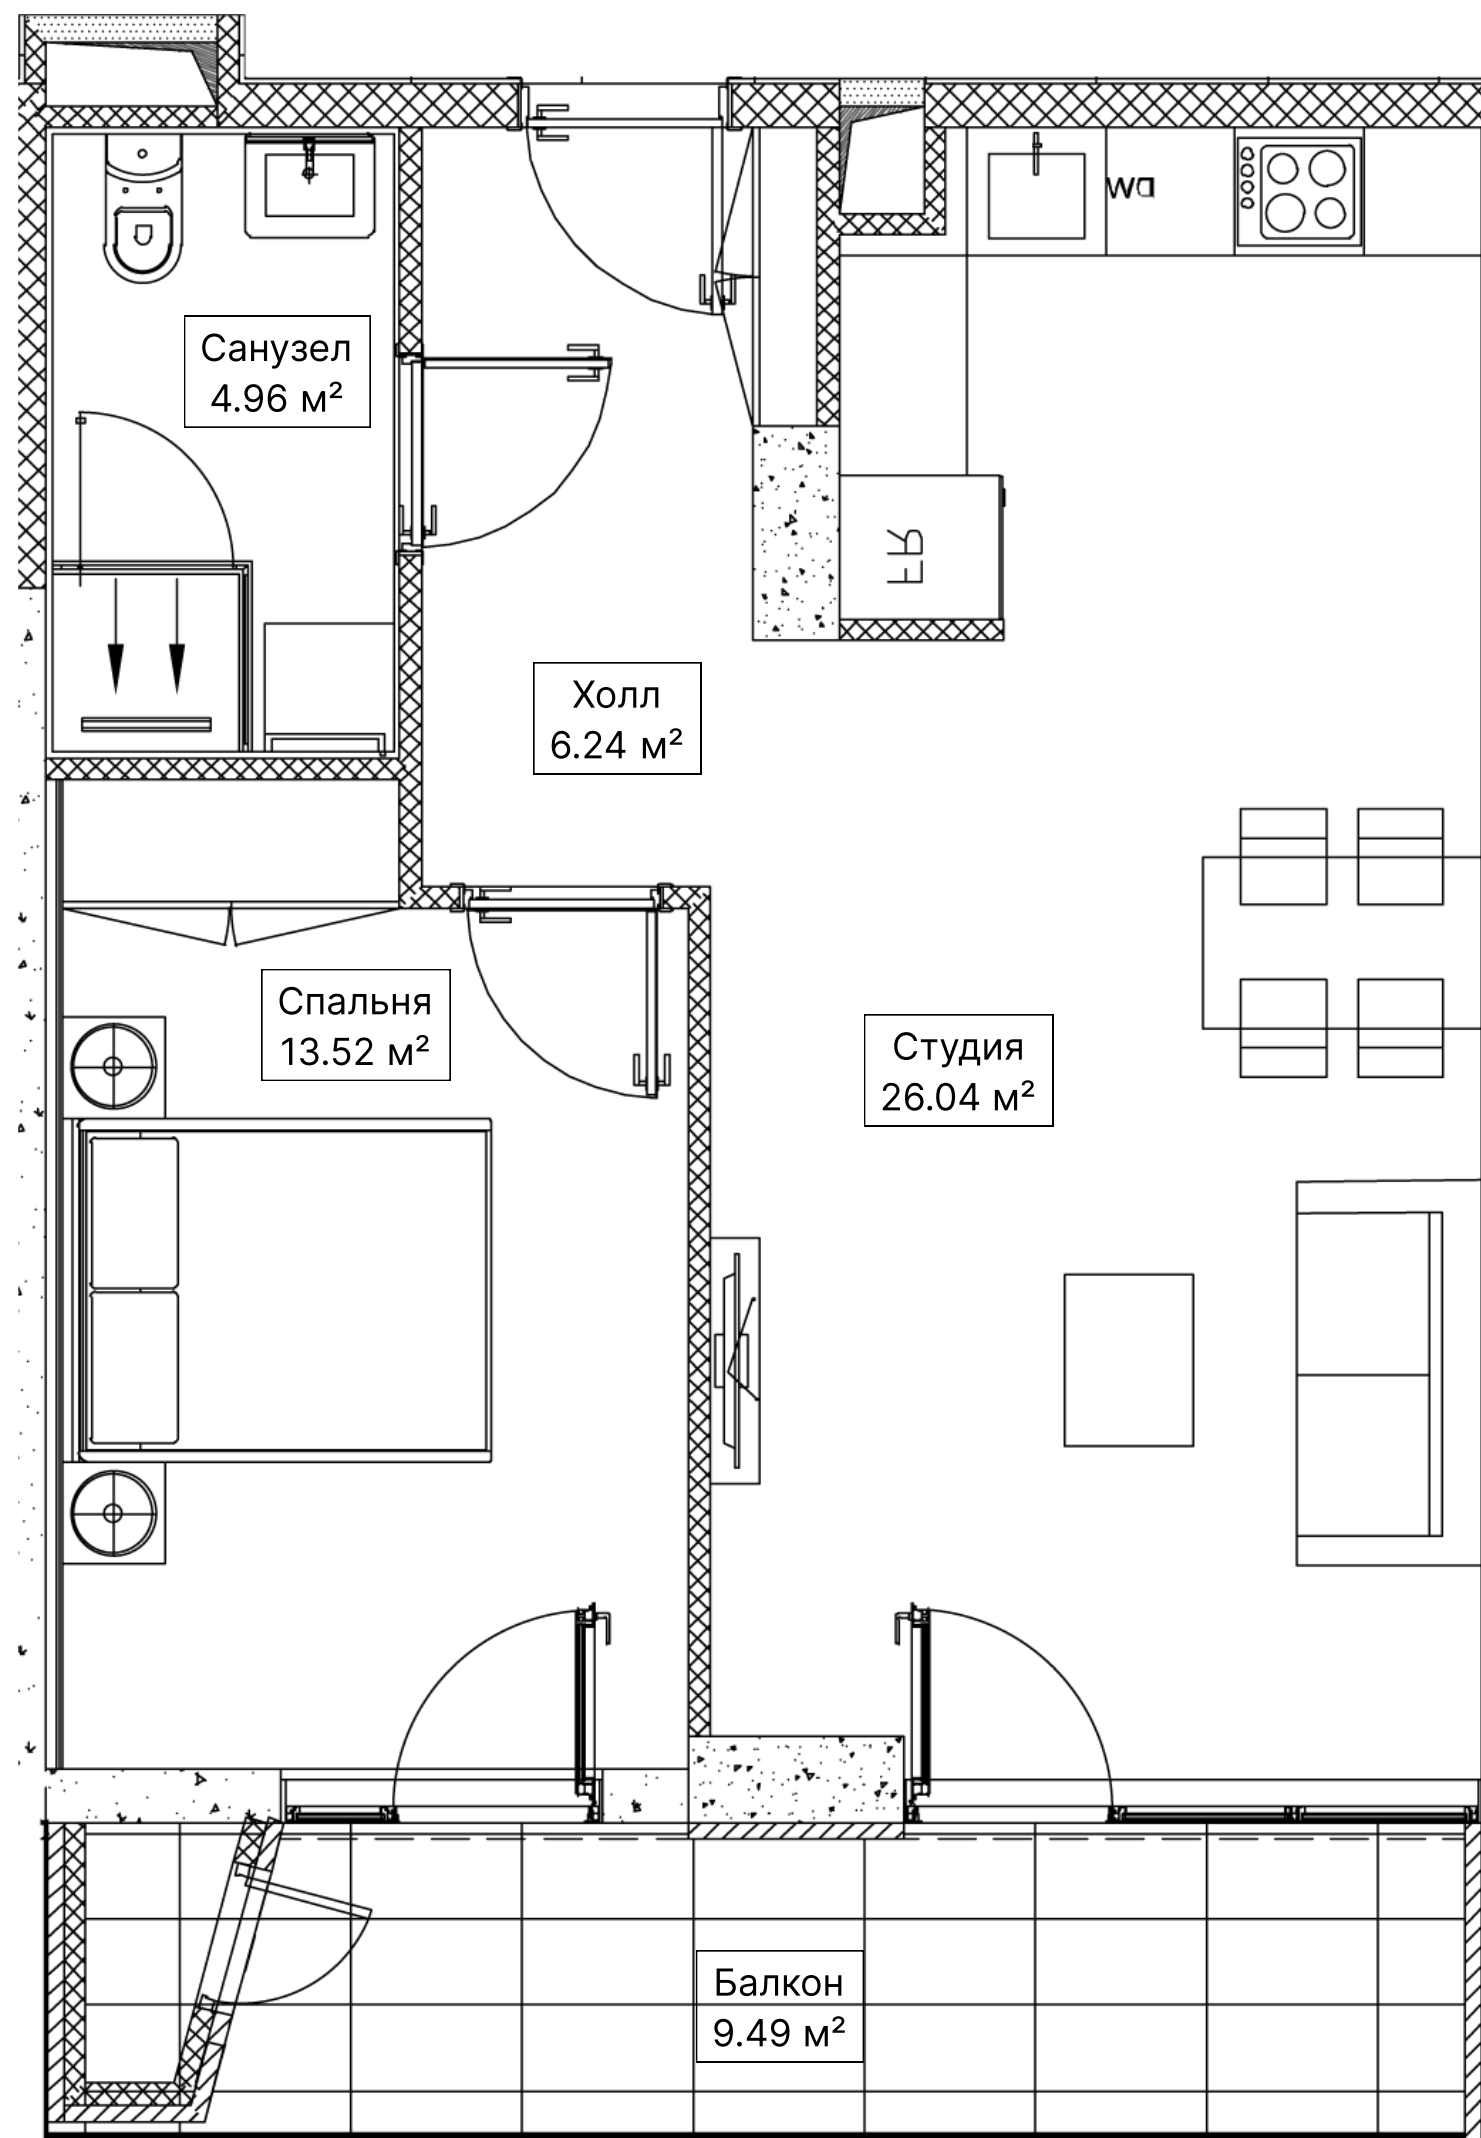 DW
Санузел
4.96 м²
FR
Холл
6.24 м²
Спальня
13.52 м²
Студия
26.04 м²
Балкон
9.49 м²